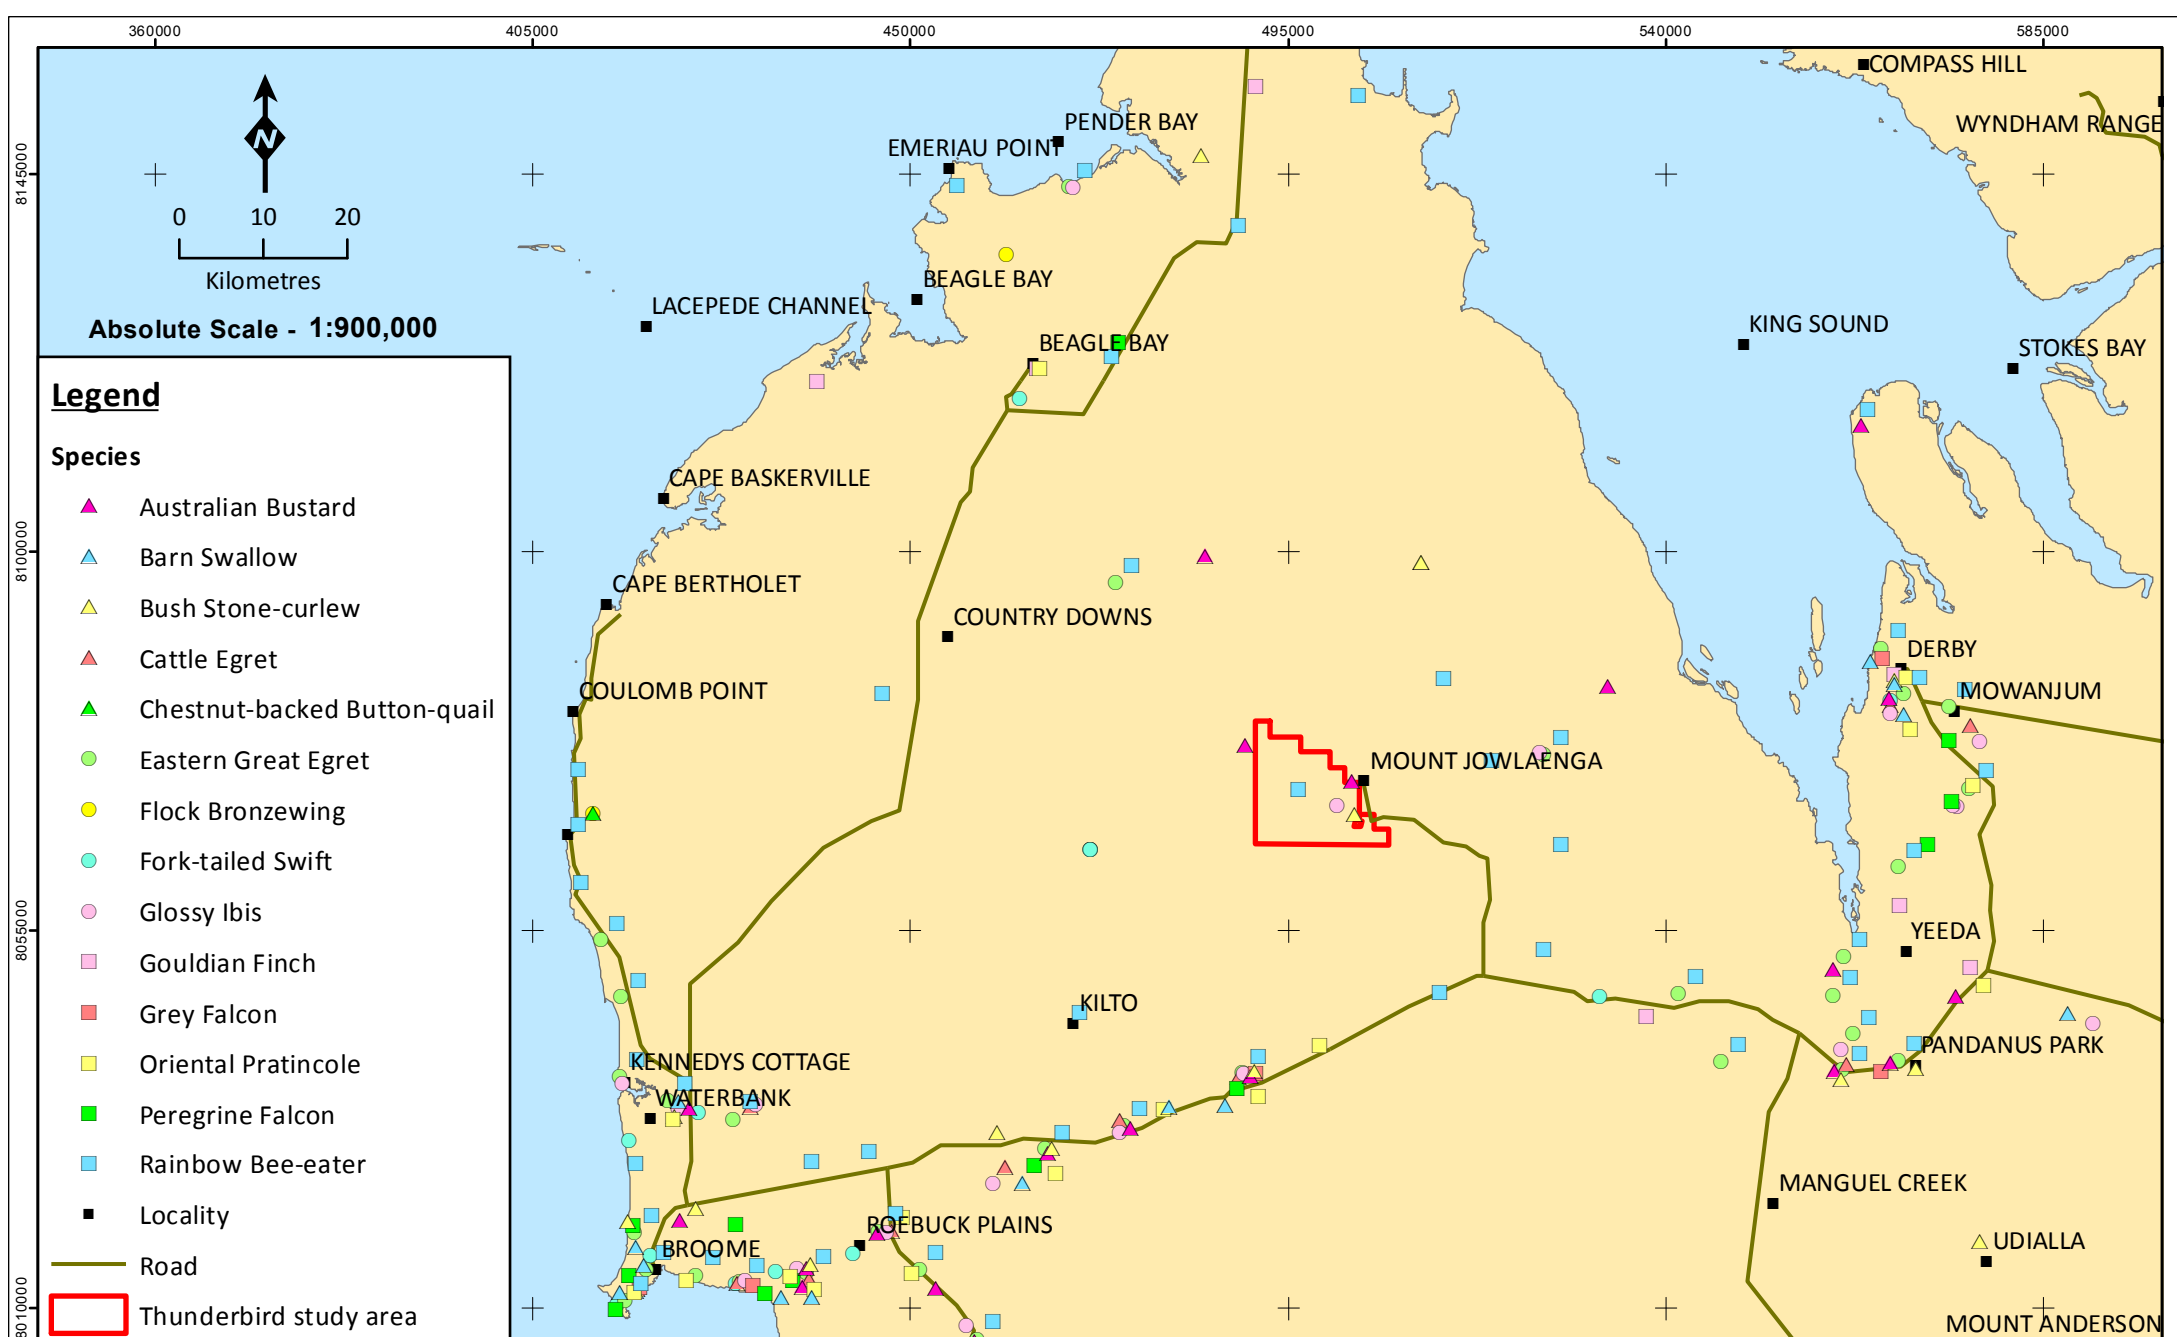 360000
405000
450000
495000
540000
585000
COMPASS HILL
WYNDHAM RANGE
PENDER BAY
EMERIAU POINT
8145000
N
0 10 20
Kilometres
Absolute Scale - 1:900,000
BEAGLE BAY
LACEPEDE CHANNEL
KING SOUND
BEAGLE BAY
STOKES BAY
CAPE BASKERVILLE
8100000
CAPE BERTHOLET
COUNTRY DOWNS
DERBY
COULOMB POINT
MOWANJUM
MOUNT JOWLAENGA
8055000
YEEDA
KILTO
PANDANUS PARK
KENNEDYS COTTAGE
WATERBANK
MANGUEL CREEK
ROEBUCK PLAINS
UDIALLA
BROOME
8010000
MOUNT ANDERSON
Legend
Species
Australian Bustard
Barn Swallow
Bush Stone-curlew
Cattle Egret
Chestnut-backed Button-quail
Eastern Great Egret
Flock Bronzewing
Fork-tailed Swift
Glossy Ibis
Gouldian Finch
Grey Falcon
Oriental Pratincole
Peregrine Falcon
Rainbow Bee-eater
Locality
Road
Thunderbird study area